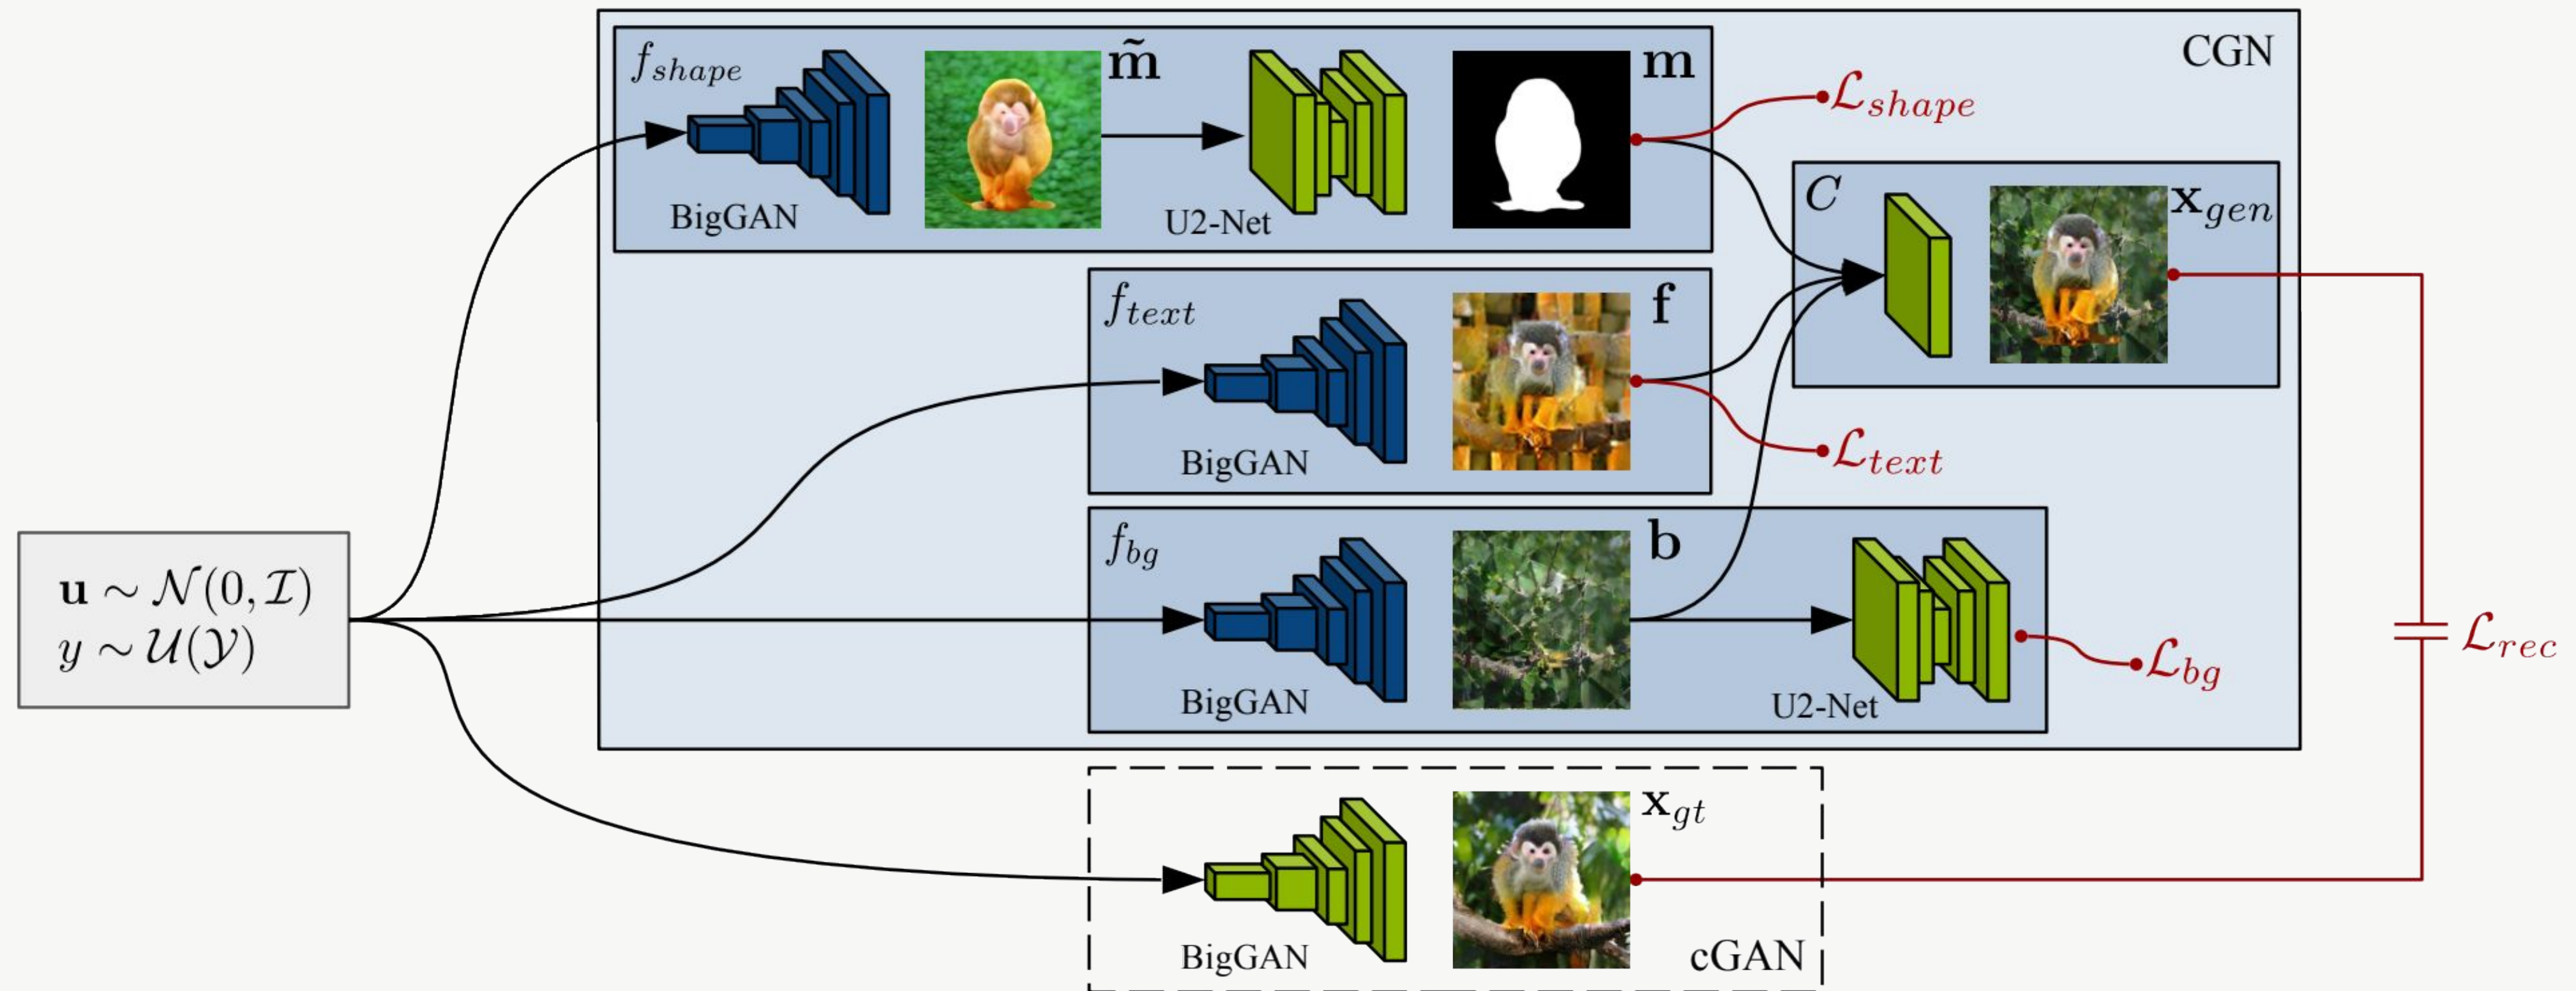 CGN
f_shape
m̃
m
BigGAN
U2-Net
ℒ_shape
C
x_gen
f_text
f
BigGAN
ℒ_text
f_bg
b
BigGAN
U2-Net
ℒ_bg
u ∼ 𝒩(0, ℐ)
y ∼ 𝒰(𝒴)
ℒ_rec
x_gt
BigGAN
cGAN